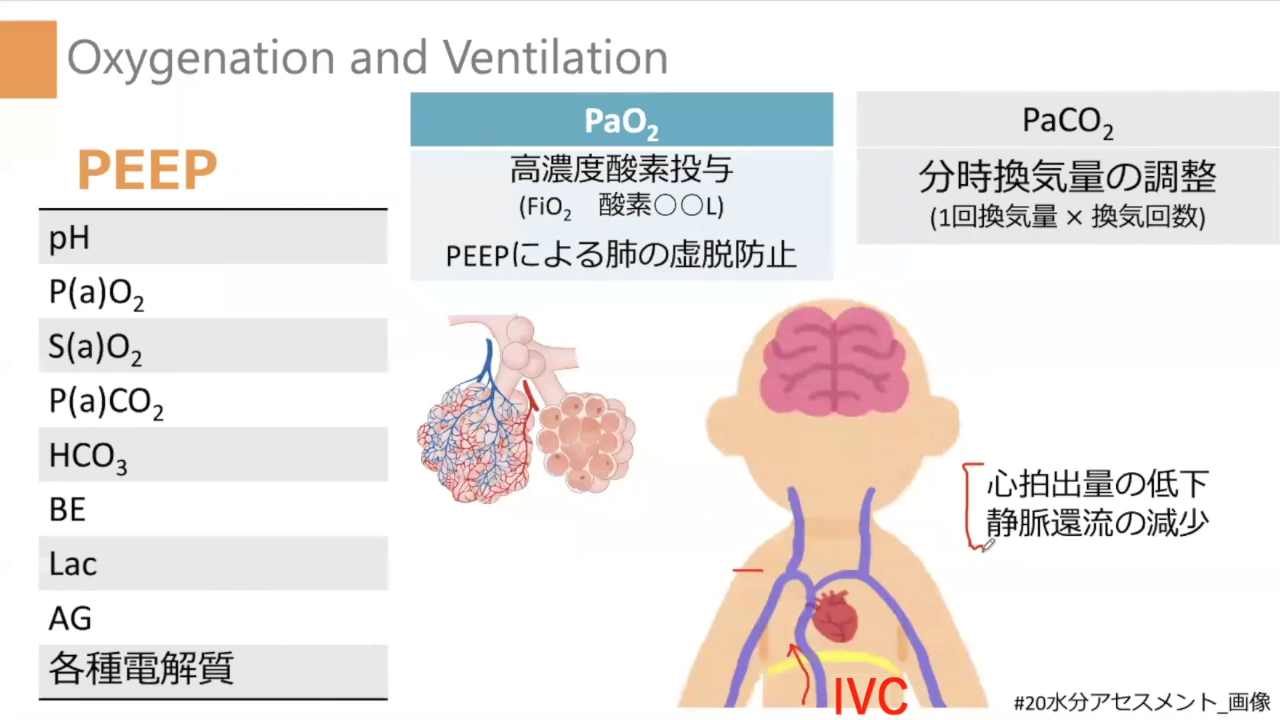 Oxygenation and Ventilation
PEEP
pH
P(a)O₂
S(a)O₂
P(a)CO₂
HCO₃
BE
Lac
AG
各種電解質
PaO₂
高濃度酸素投与
(FiO₂　酸素○○L)
PEEPによる肺の虚脱防止
PaCO₂
分時換気量の調整
(1回換気量 × 換気回数)
心拍出量の低下
静脈還流の減少
IVC
#20水分アセスメント_画像